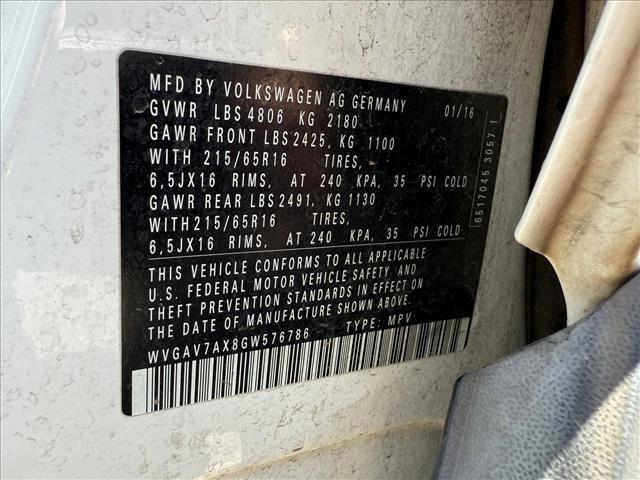 MFD BY VOLKSWAGEN AG GERMANY 01/16
GVWR LBS 4806 KG 2180
GAWR FRONT LBS 2425, KG 1100
WITH 215/65R16 TIRES,
6,5JX16 RIMS, AT 240 KPA, 35 PSI COLD
GAWR REAR LBS 2491, KG 1130
WITH215/65R16 TIRES,
6,5JX16 RIMS, AT 240 KPA, 35 PSI COLD
THIS VEHICLE CONFORMS TO ALL APPLICABLE
U.S. FEDERAL MOTOR VEHICLE SAFETY AND
THEFT PREVENTION STANDARDS IN EFFECT ON
THE DATE OF MANUFACTURE SHOWN ABOVE.
WVGAV7AX8GW576786 TYPE: MPV
6517045 3057 1